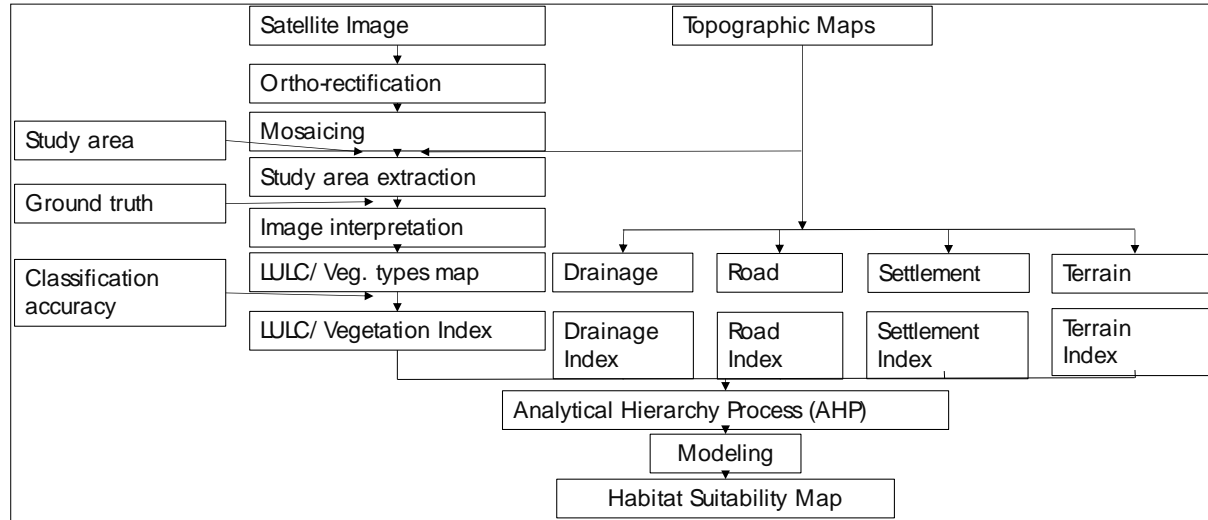 Satellite Image
Topographic Maps
Ortho-rectification
Mosaicing
Study area
Study area extraction
Ground truth
Image interpretation
Classification
accuracy
LULC/ Veg. types map
Drainage
Road
Settlement
Terrain
LULC/ Vegetation Index
Drainage
Index
Road
Index
Settlement
Index
Terrain
Index
Analytical Hierarchy Process (AHP)
Modeling
Habitat Suitability Map